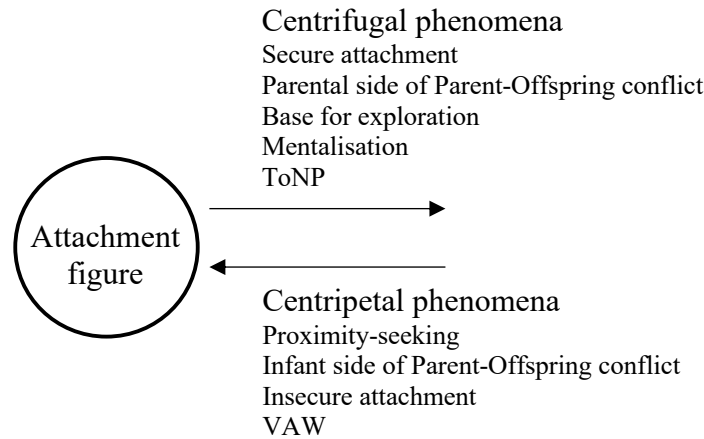 Centrifugal phenomena
Secure attachment
Parental side of Parent-Offspring conflict
Base for exploration
Mentalisation
ToNP
Attachment
figure
Centripetal phenomena
Proximity-seeking
Infant side of Parent-Offspring conflict
Insecure attachment
VAW